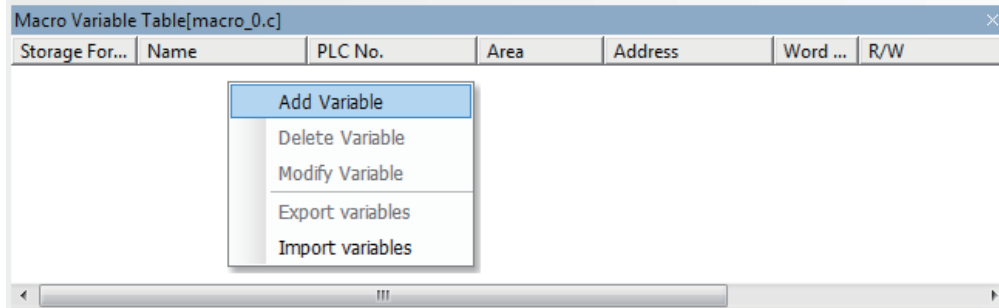 Macro Variable Table[macro_0.c]
Storage For... Name PLC No. Area Address Word ... R/W
Add Variable
Delete Variable
Modify Variable
Export variables
Import variables